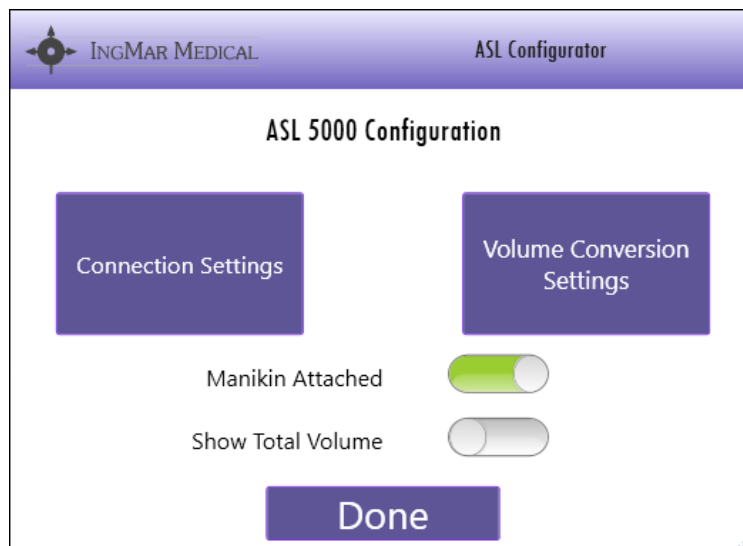 INGMAR MEDICAL
ASL Configurator
ASL 5000 Configuration
Connection Settings
Volume Conversion
Settings
Manikin Attached
Show Total Volume
Done